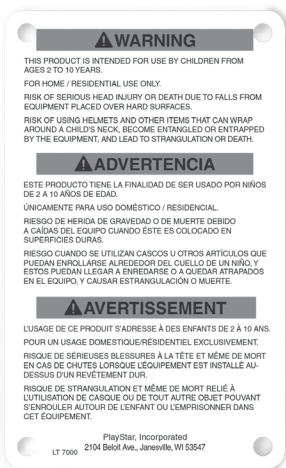 ⚠WARNING
THIS PRODUCT IS INTENDED FOR USE BY CHILDREN FROM
AGES 2 TO 10 YEARS.
FOR HOME / RESIDENTIAL USE ONLY.
RISK OF SERIOUS HEAD INJURY OR DEATH DUE TO FALLS FROM
EQUIPMENT PLACED OVER HARD SURFACES.
RISK OF USING HELMETS AND OTHER ITEMS THAT CAN WRAP
AROUND A CHILD'S NECK, BECOME ENTANGLED OR ENTRAPPED
BY THE EQUIPMENT, AND LEAD TO STRANGULATION OR DEATH.
⚠ADVERTENCIA
ESTE PRODUCTO TIENE LA FINALIDAD DE SER USADO POR NIÑOS
DE 2 A 10 AÑOS DE EDAD.
ÚNICAMENTE PARA USO DOMÉSTICO / RESIDENCIAL.
RIESGO DE HERIDA DE GRAVEDAD O DE MUERTE DEBIDO
A CAÍDAS DEL EQUIPO CUANDO ÉSTE ES COLOCADO EN
SUPERFICIES DURAS.
RIESGO CUANDO SE UTILIZAN CASCOS U OTROS ARTÍCULOS QUE
PUEDAN ENROLLARSE ALREDEDOR DEL CUELLO DE UN NIÑO, Y
ESTOS PUEDAN LLEGAR A ENREDARSE O A QUEDAR ATRAPADOS
EN EL EQUIPO, Y CAUSAR ESTRANGULACIÓN O MUERTE.
⚠AVERTISSEMENT
L'USAGE DE CE PRODUIT S'ADRESSE À DES ENFANTS DE 2 À 10 ANS.
POUR UN USAGE DOMESTIQUE/RÉSIDENTIEL EXCLUSIVEMENT.
RISQUE DE SÉRIEUSES BLESSURES À LA TÊTE ET MÊME DE MORT
EN CAS DE CHUTES LORSQUE L'ÉQUIPEMENT EST INSTALLÉ AU-
DESSUS D'UN REVÊTEMENT DUR.
RISQUE DE STRANGULATION ET MÊME DE MORT RELIÉ À
L'UTILISATION DE CASQUE OU DE TOUT AUTRE OBJET POUVANT
S'ENROULER AUTOUR DE L'ENFANT OU L'EMPRISONNER DANS
CET ÉQUIPEMENT.
PlayStar, Incorporated
LT 7000 2104 Beloit Ave., Janesville, WI 53547